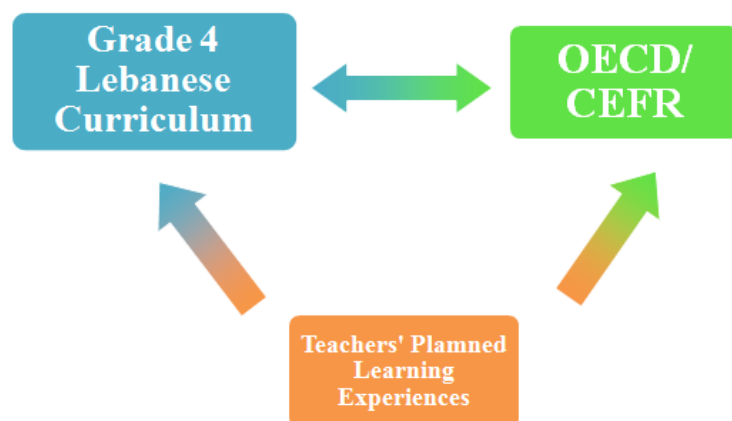 Grade 4
Lebanese
Curriculum
OECD/
CEFR
Teachers' Plamned
Learning
Experiences